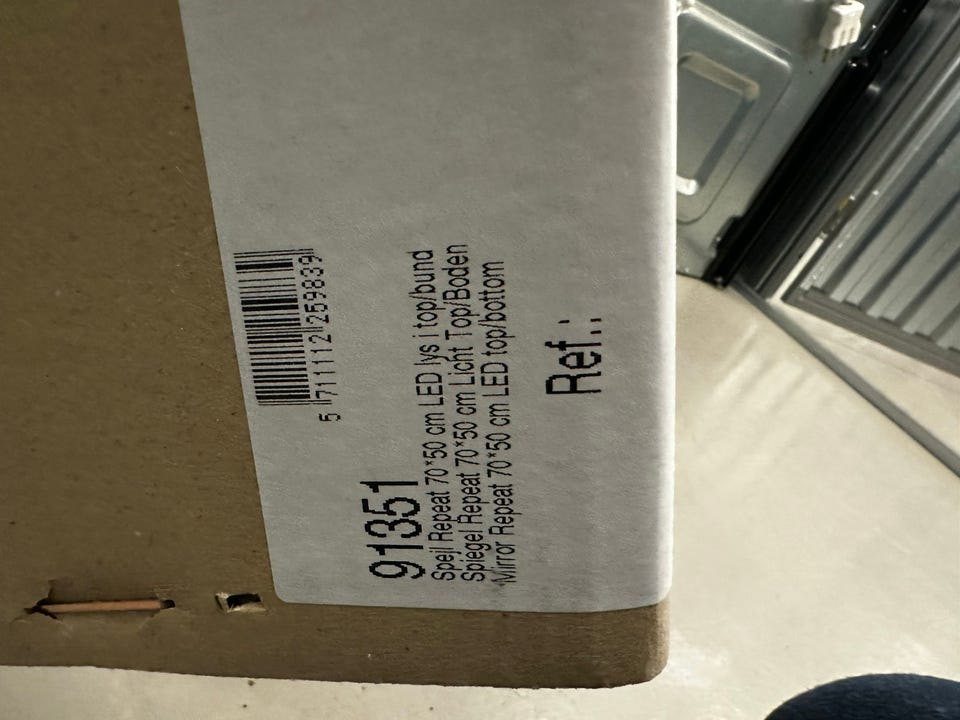 5 711112 259839
91351
Spejl Repeat 70*50 cm LED lys i top/bund
Spiegel Repeat 70*50 cm Licht Top/Boden
Mirror Repeat 70*50 cm LED top/bottom
Ref.: